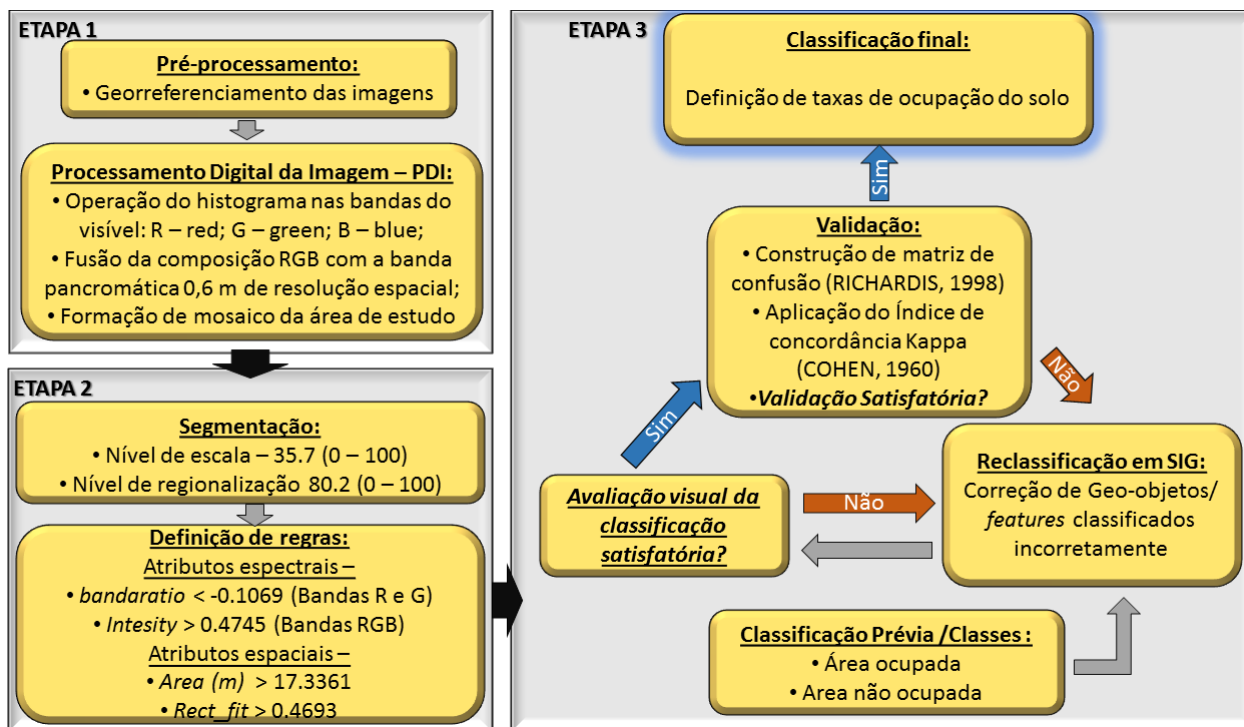 ETAPA 1
Pré-processamento:
• Georreferenciamento das imagens
Processamento Digital da Imagem – PDI:
• Operação do histograma nas bandas do
visível: R – red; G – green; B – blue;
• Fusão da composição RGB com a banda
pancromática 0,6 m de resolução espacial;
• Formação de mosaico da área de estudo
ETAPA 2
Segmentação:
• Nível de escala – 35.7 (0 – 100)
• Nível de regionalização 80.2 (0 – 100)
Definição de regras:
Atributos espectrais –
• bandaratio < -0.1069 (Bandas R e G)
• Intesity > 0.4745 (Bandas RGB)
Atributos espaciais –
• Area (m) > 17.3361
• Rect_fit > 0.4693
ETAPA 3
Classificação final:
Definição de taxas de ocupação do solo
Sim
Validação:
• Construção de matriz de
confusão (RICHARDIS, 1998)
• Aplicação do Índice de
concordância Kappa
(COHEN, 1960)
•Validação Satisfatória?
Não
Sim
Avaliação visual da
classificação
satisfatória?
Não
Reclassificação em SIG:
Correção de Geo-objetos/
features classificados
incorretamente
Classificação Prévia /Classes :
• Área ocupada
• Area não ocupada